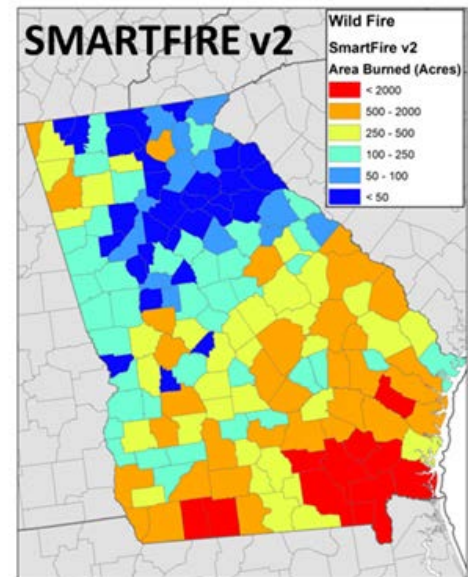 SMARTFIRE v2
Wild Fire
SmartFire v2
Area Burned (Acres)
< 2000
500 - 2000
250 - 500
100 - 250
50 - 100
< 50